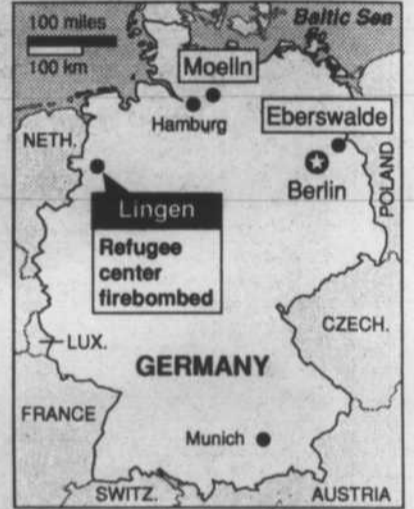 100 miles
100 km
Baltic Sea
Moelln
Hamburg
Eberswalde
NETH.
POLAND
Berlin
Lingen
Refugee
center
firebombed
CZECH.
LUX.
GERMANY
FRANCE
Munich
SWITZ.
AUSTRIA